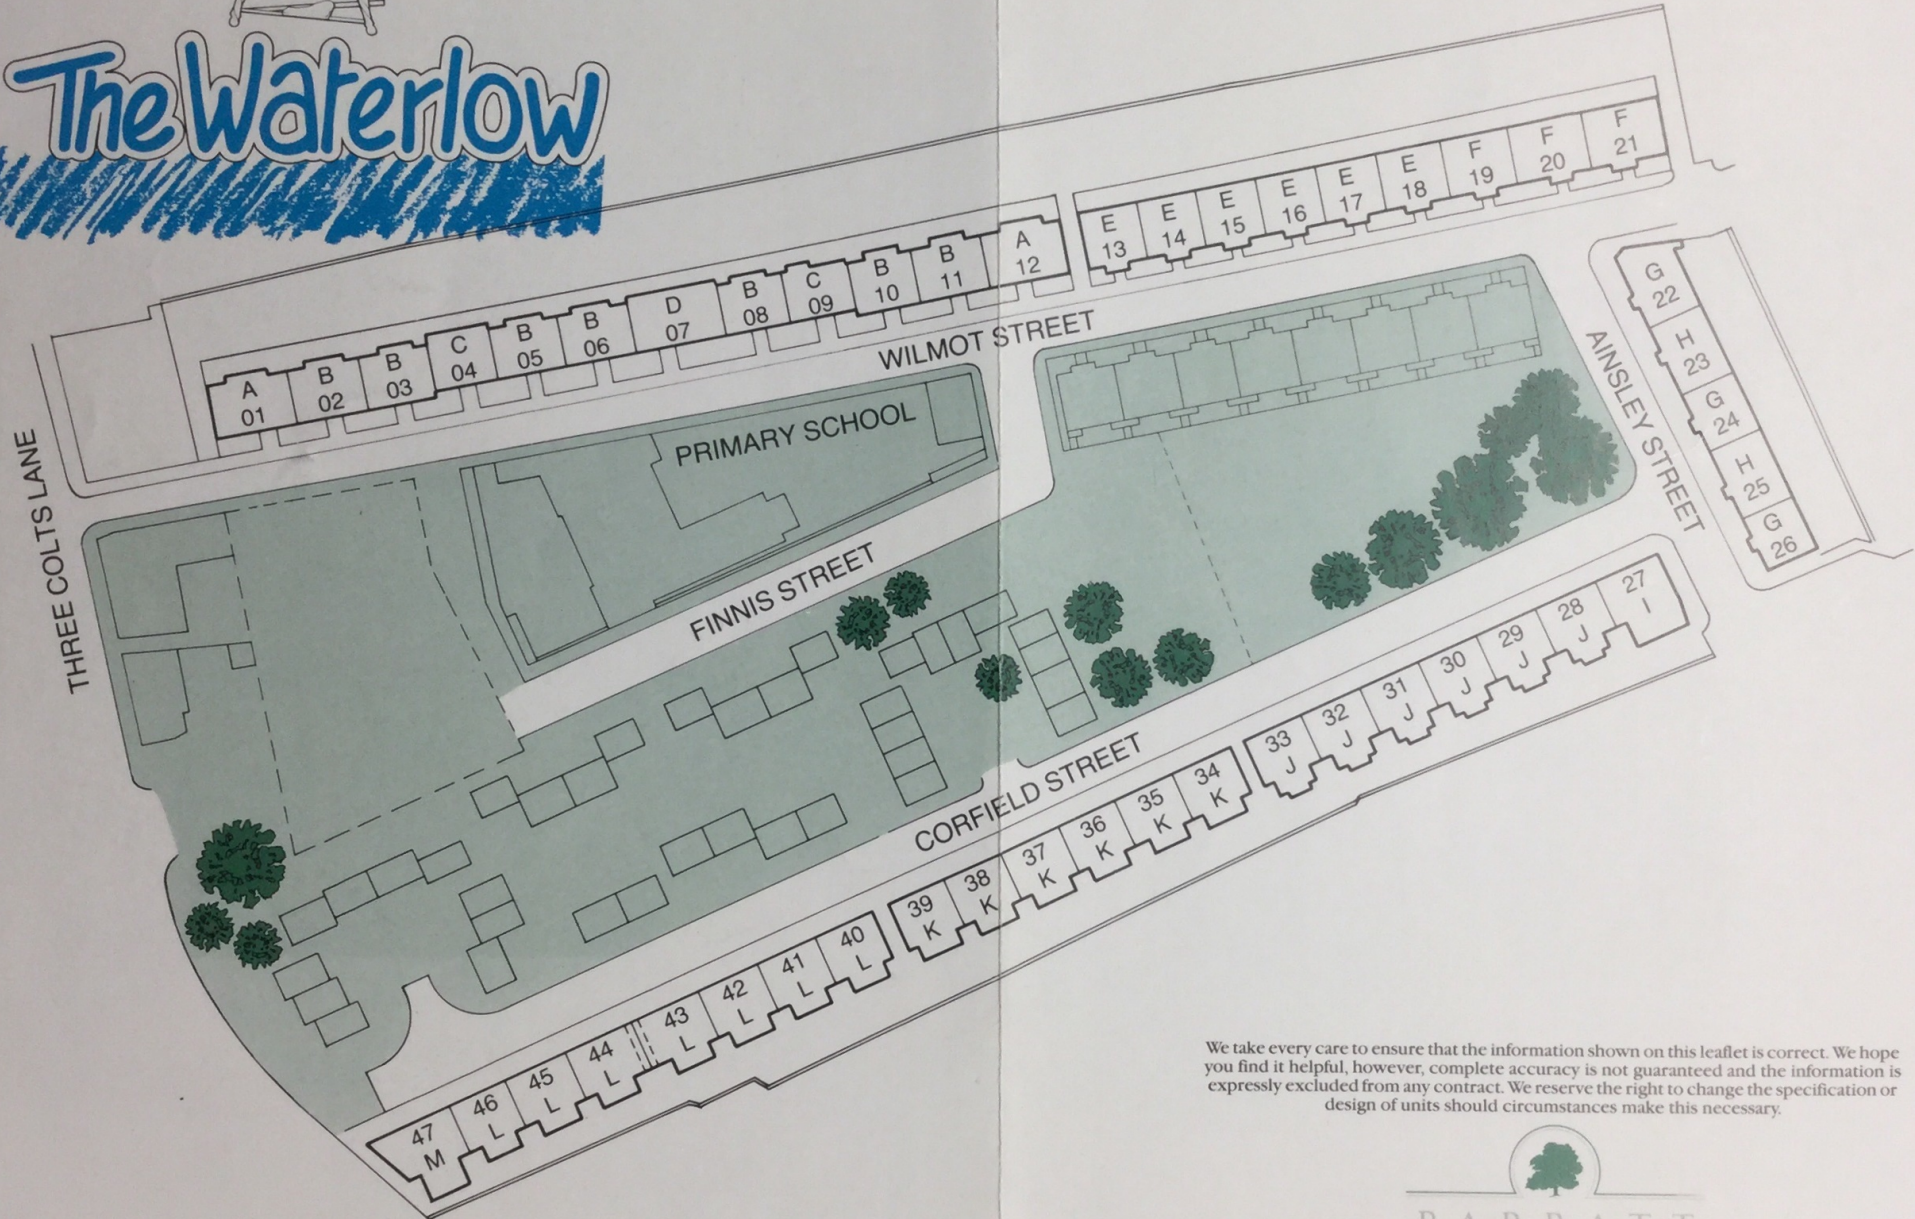 The Waterlow
A
01
B
02
B
03
C
04
B
05
B
06
D
07
B
08
C
09
B
10
B
11
A
12
E
13
E
14
E
15
E
16
E
17
E
18
F
19
F
20
F
21
G
22
H
23
G
24
H
25
G
26
WILMOT STREET
PRIMARY SCHOOL
THREE COLTS LANE
FINNIS STREET
AINSLEY STREET
CORFIELD STREET
27
I
28
J
29
J
30
J
31
J
32
J
33
J
34
K
35
K
36
K
37
K
38
K
39
K
40
L
41
L
42
L
43
L
44
L
45
L
46
L
47
M
We take every care to ensure that the information shown on this leaflet is correct. We hope
you find it helpful, however, complete accuracy is not guaranteed and the information is
expressly excluded from any contract. We reserve the right to change the specification or
design of units should circumstances make this necessary.